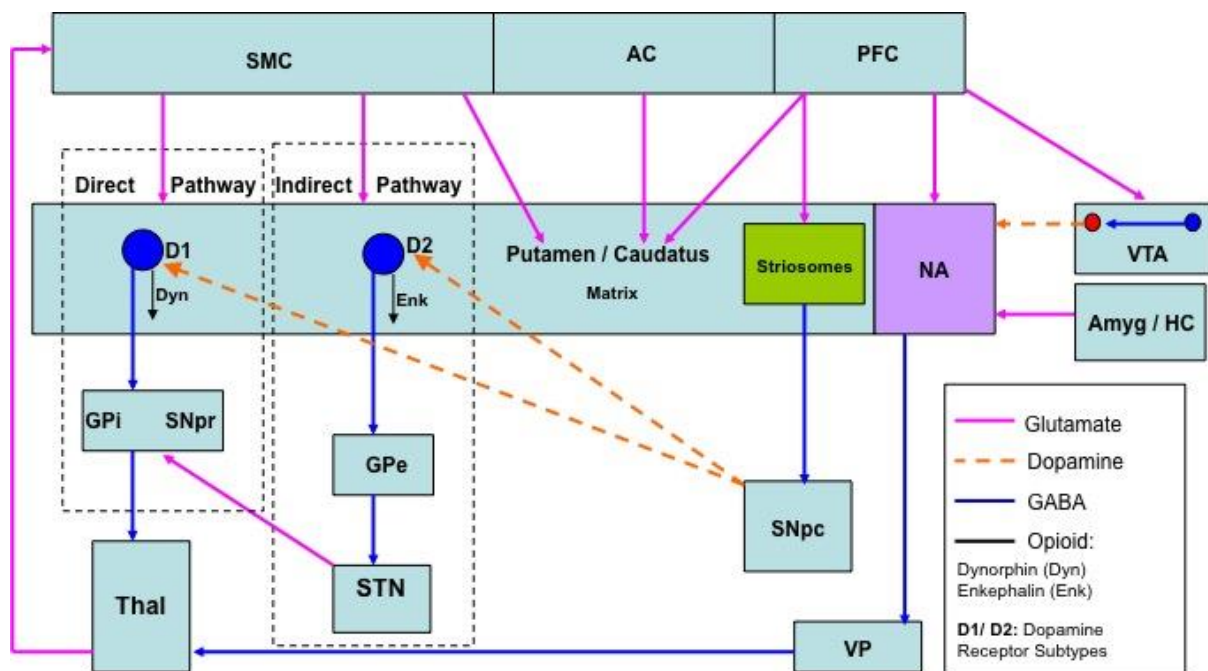 SMC
AC
PFC
Direct Pathway
Indirect Pathway
D1
Dyn
D2
Enk
Putamen / Caudatus
Matrix
Striosomes
NA
VTA
Amyg / HC
GPi SNpr
GPe
SNpc
STN
Thal
VP
Glutamate
Dopamine
GABA
Opioid:
Dynorphin (Dyn)
Enkephalin (Enk)
D1/ D2: Dopamine
Receptor Subtypes